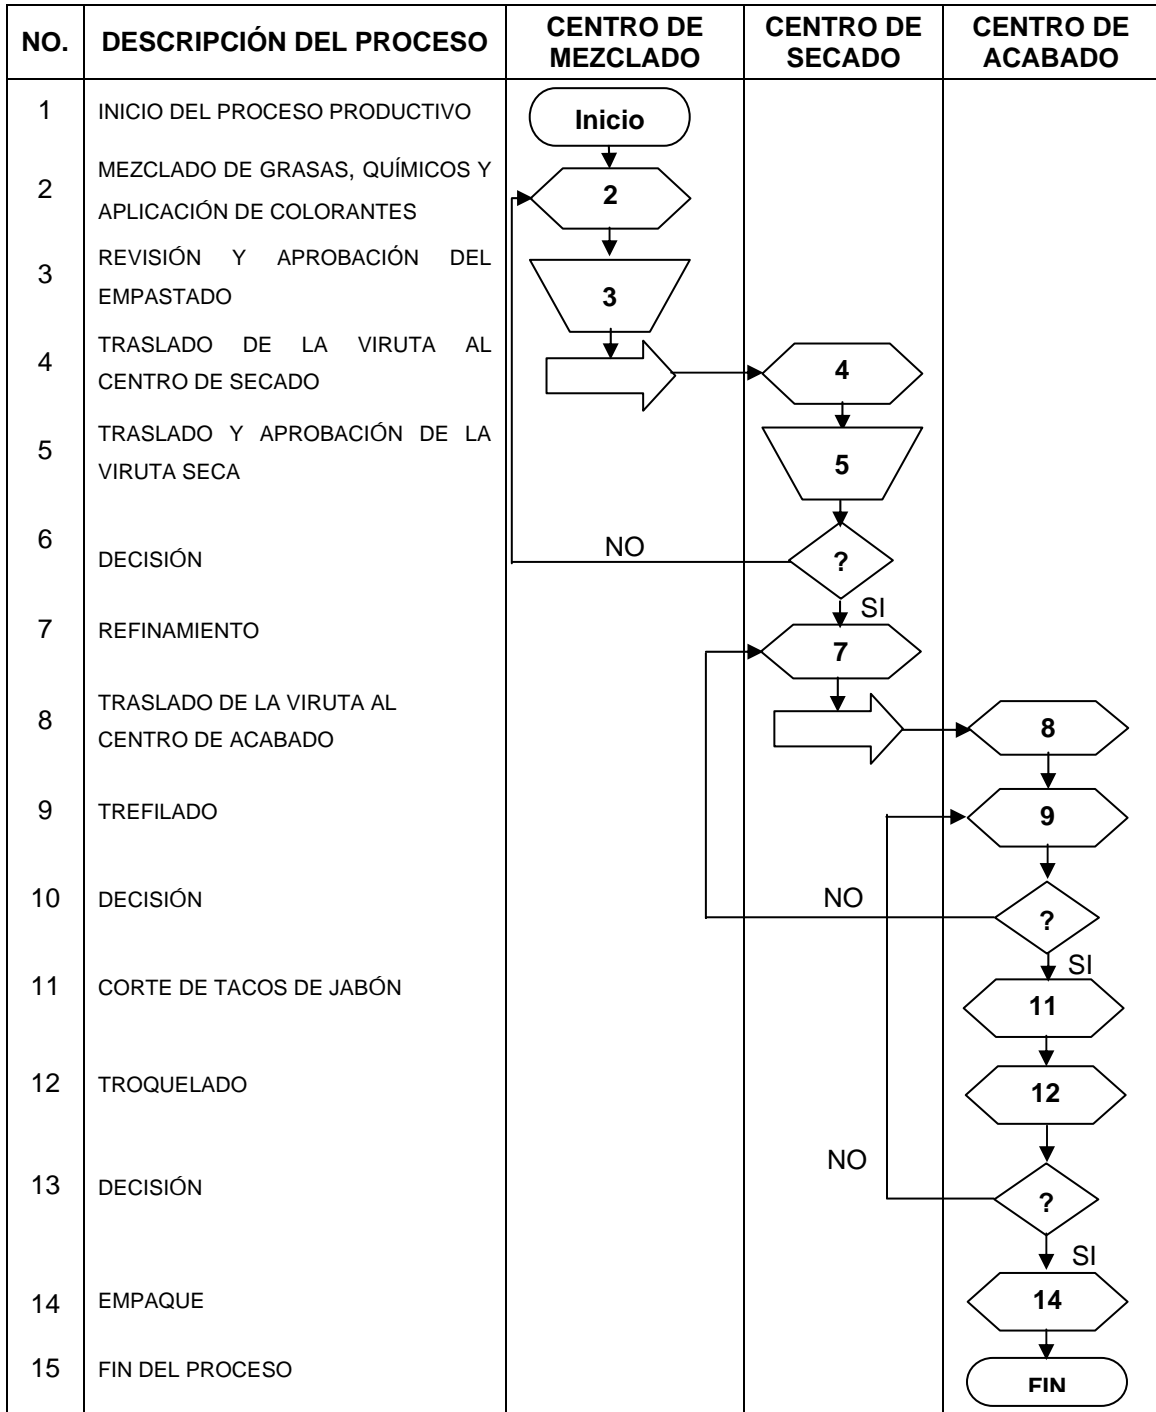 NO.
DESCRIPCIÓN DEL PROCESO
CENTRO DE
MEZCLADO
CENTRO DE
SECADO
CENTRO DE
ACABADO
1
INICIO DEL PROCESO PRODUCTIVO
Inicio
2
MEZCLADO DE GRASAS, QUÍMICOS Y
APLICACIÓN DE COLORANTES
2
3
REVISIÓN Y APROBACIÓN DEL
EMPASTADO
3
4
TRASLADO DE LA VIRUTA AL
CENTRO DE SECADO
4
5
TRASLADO Y APROBACIÓN DE LA
VIRUTA SECA
5
6
DECISIÓN
NO
?
SI
7
REFINAMIENTO
7
8
TRASLADO DE LA VIRUTA AL
CENTRO DE ACABADO
8
9
TREFILADO
9
10
DECISIÓN
NO
?
SI
11
CORTE DE TACOS DE JABÓN
11
12
TROQUELADO
12
13
DECISIÓN
NO
?
SI
14
EMPAQUE
14
15
FIN DEL PROCESO
FIN